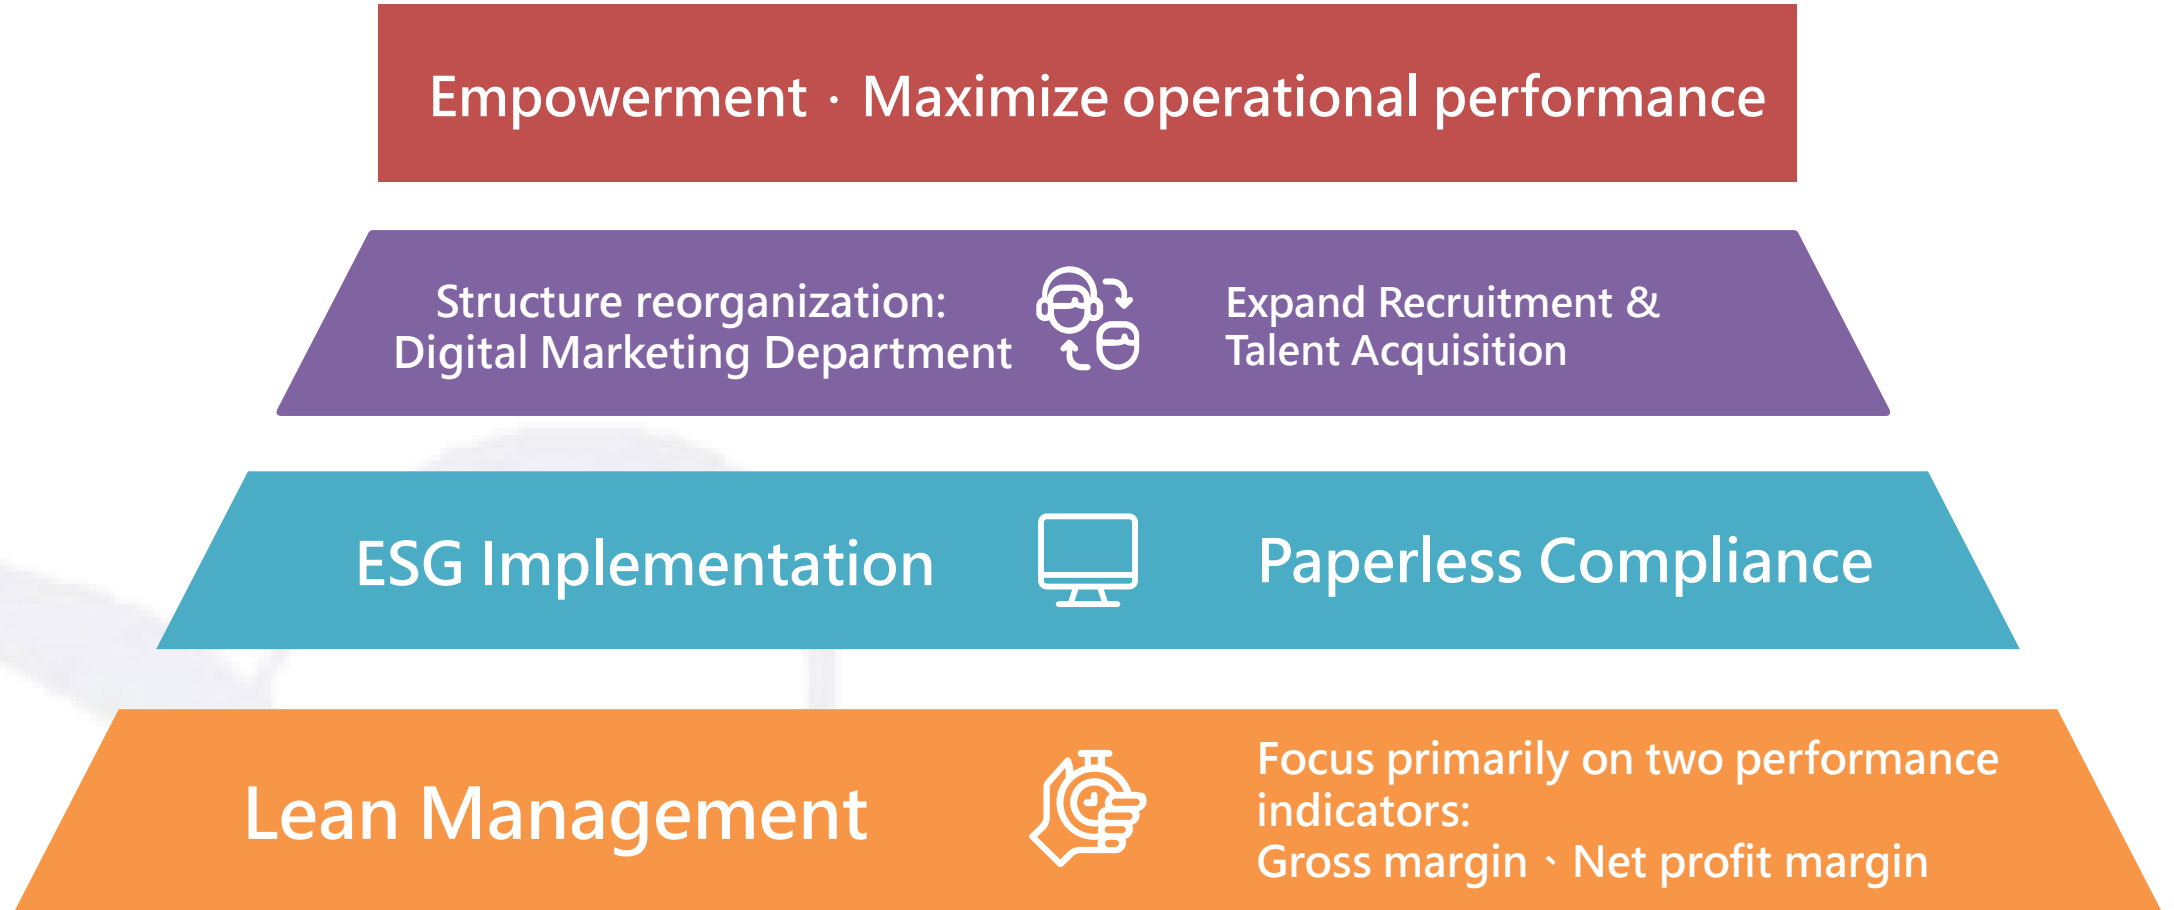 Empowerment · Maximize operational performance
Structure reorganization:
Digital Marketing Department
Expand Recruitment &
Talent Acquisition
ESG Implementation
Paperless Compliance
Lean Management
Focus primarily on two performance
indicators:
Gross margin、Net profit margin